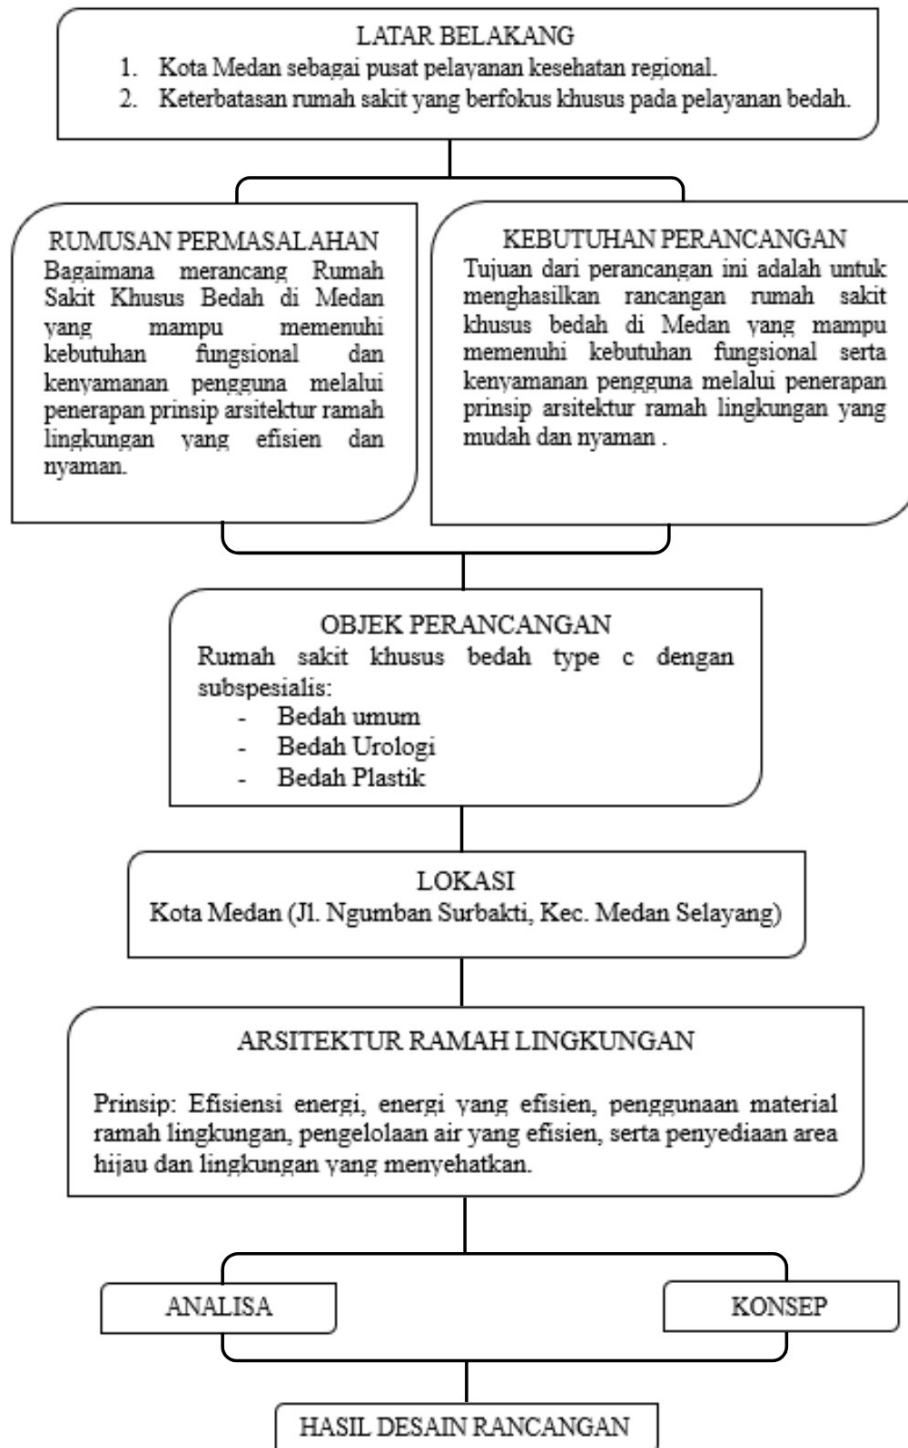 LATAR BELAKANG
1. Kota Medan sebagai pusat pelayanan kesehatan regional.
2. Keterbatasan rumah sakit yang berfokus khusus pada pelayanan bedah.
RUMUSAN PERMASALAHAN
Bagaimana merancang Rumah
Sakit Khusus Bedah di Medan
yang mampu memenuhi
kebutuhan fungsional dan
kenyamanan pengguna melalui
penerapan prinsip arsitektur ramah
lingkungan yang efisien dan
nyaman.
KEBUTUHAN PERANCANGAN
Tujuan dari perancangan ini adalah untuk
menghasilkan rancangan rumah sakit
khusus bedah di Medan yang mampu
memenuhi kebutuhan fungsional serta
kenyamanan pengguna melalui penerapan
prinsip arsitektur ramah lingkungan yang
mudah dan nyaman .
OBJEK PERANCANGAN
Rumah sakit khusus bedah type c dengan
subspesialis:
- Bedah umum
- Bedah Urologi
- Bedah Plastik
LOKASI
Kota Medan (Jl. Ngumban Surbakti, Kec. Medan Selayang)
ARSITEKTUR RAMAH LINGKUNGAN
Prinsip: Efisiensi energi, energi yang efisien, penggunaan material
ramah lingkungan, pengelolaan air yang efisien, serta penyediaan area
hijau dan lingkungan yang menyehatkan.
ANALISA
KONSEP
HASIL DESAIN RANCANGAN